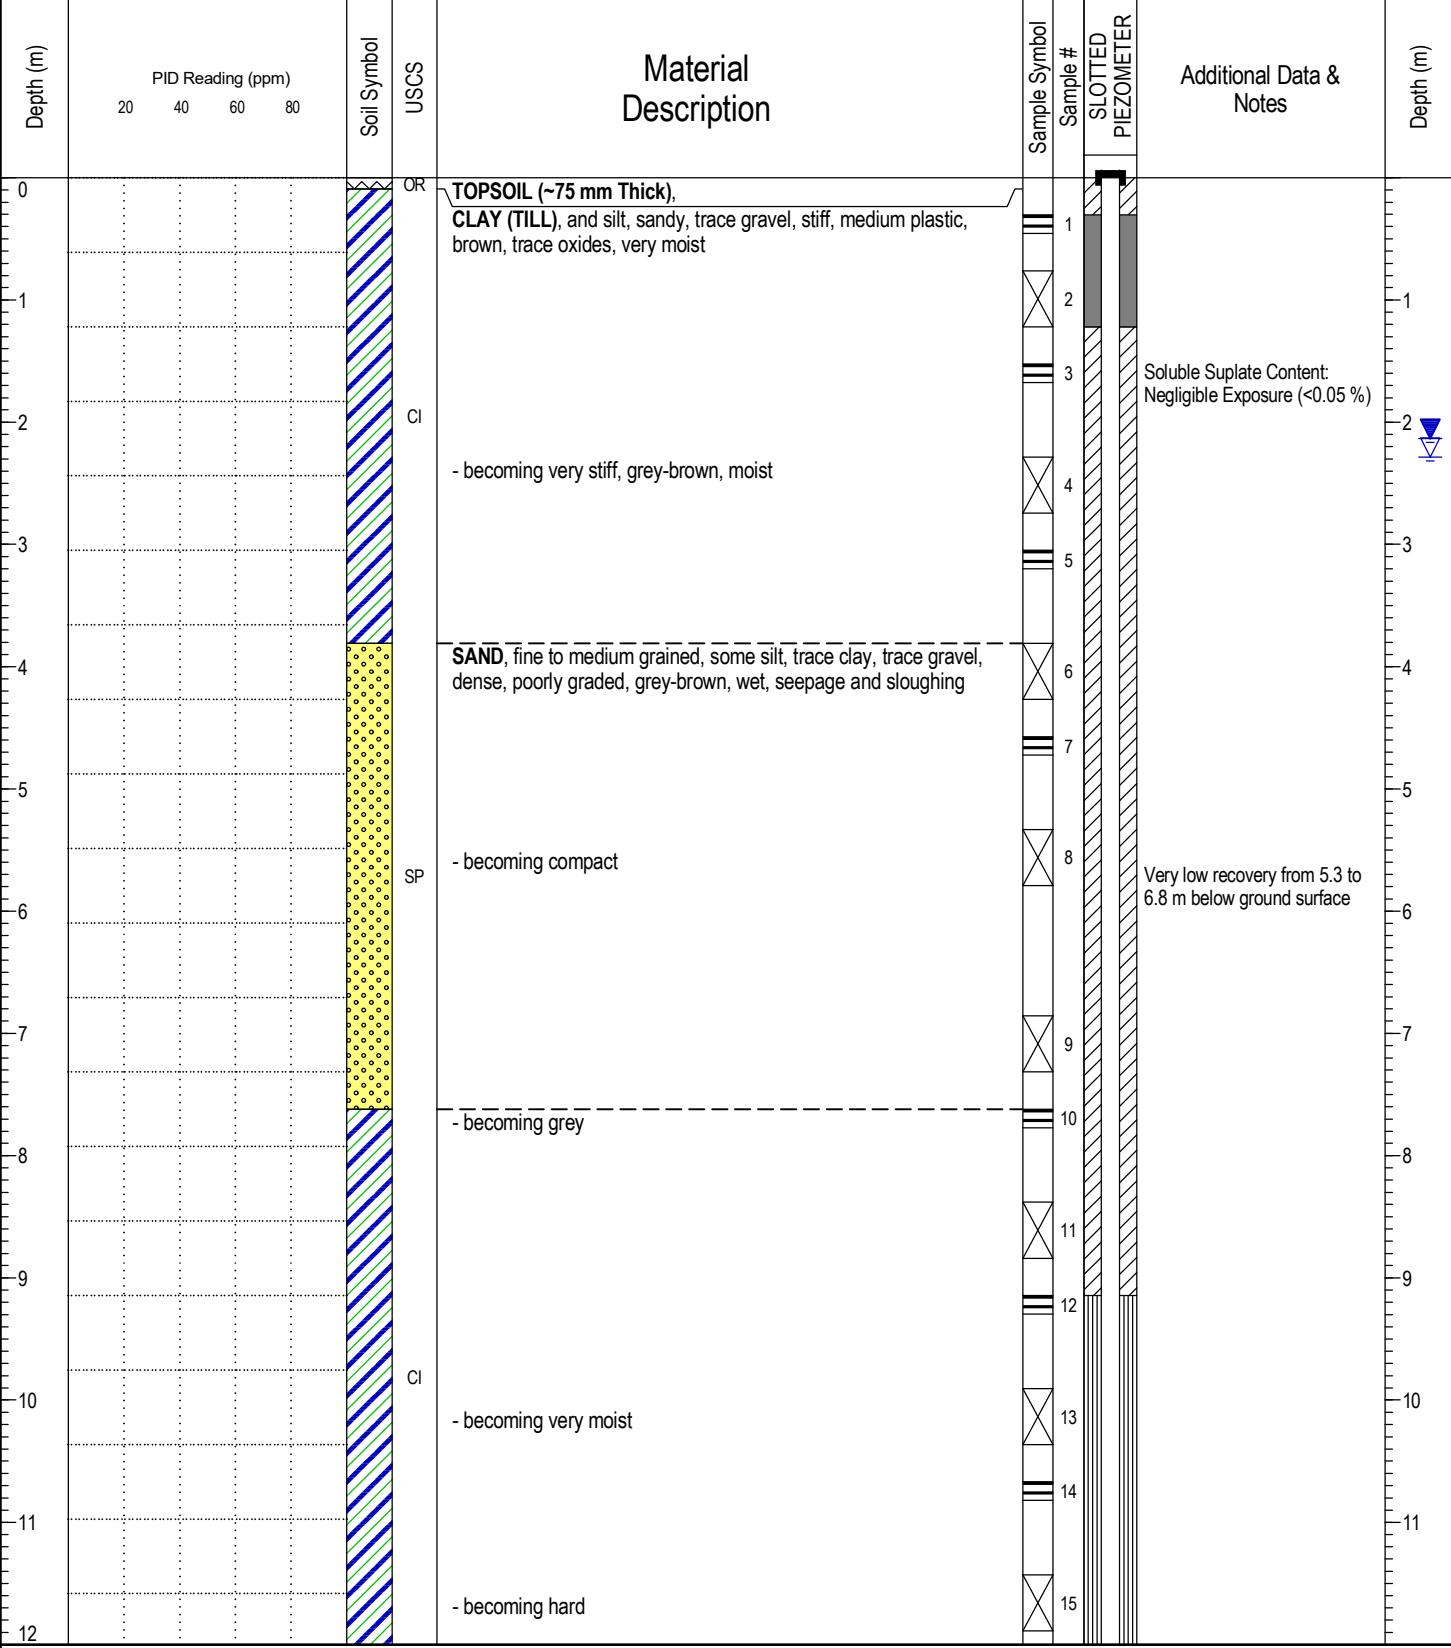 Depth (m)
PID Reading (ppm)
20 40 60 80
Soil Symbol
USCS
Material
Description
Sample Symbol
Sample #
SLOTTED
PIEZOMETER
Additional Data &
Notes
Depth (m)
0
OR
TOPSOIL (~75 mm Thick),
CLAY (TILL), and silt, sandy, trace gravel, stiff, medium plastic,
brown, trace oxides, very moist
1
1
2
1
3
Soluble Suplate Content:
Negligible Exposure (<0.05 %)
2
CI
2
- becoming very stiff, grey-brown, moist
4
3
5
3
SAND, fine to medium grained, some silt, trace clay, trace gravel,
dense, poorly graded, grey-brown, wet, seepage and sloughing
4
6
4
7
5
5
- becoming compact
8
SP
Very low recovery from 5.3 to
6.8 m below ground surface
6
6
7
9
7
- becoming grey
10
8
8
11
9
9
12
CI
10
10
- becoming very moist
13
14
11
11
- becoming hard
15
12